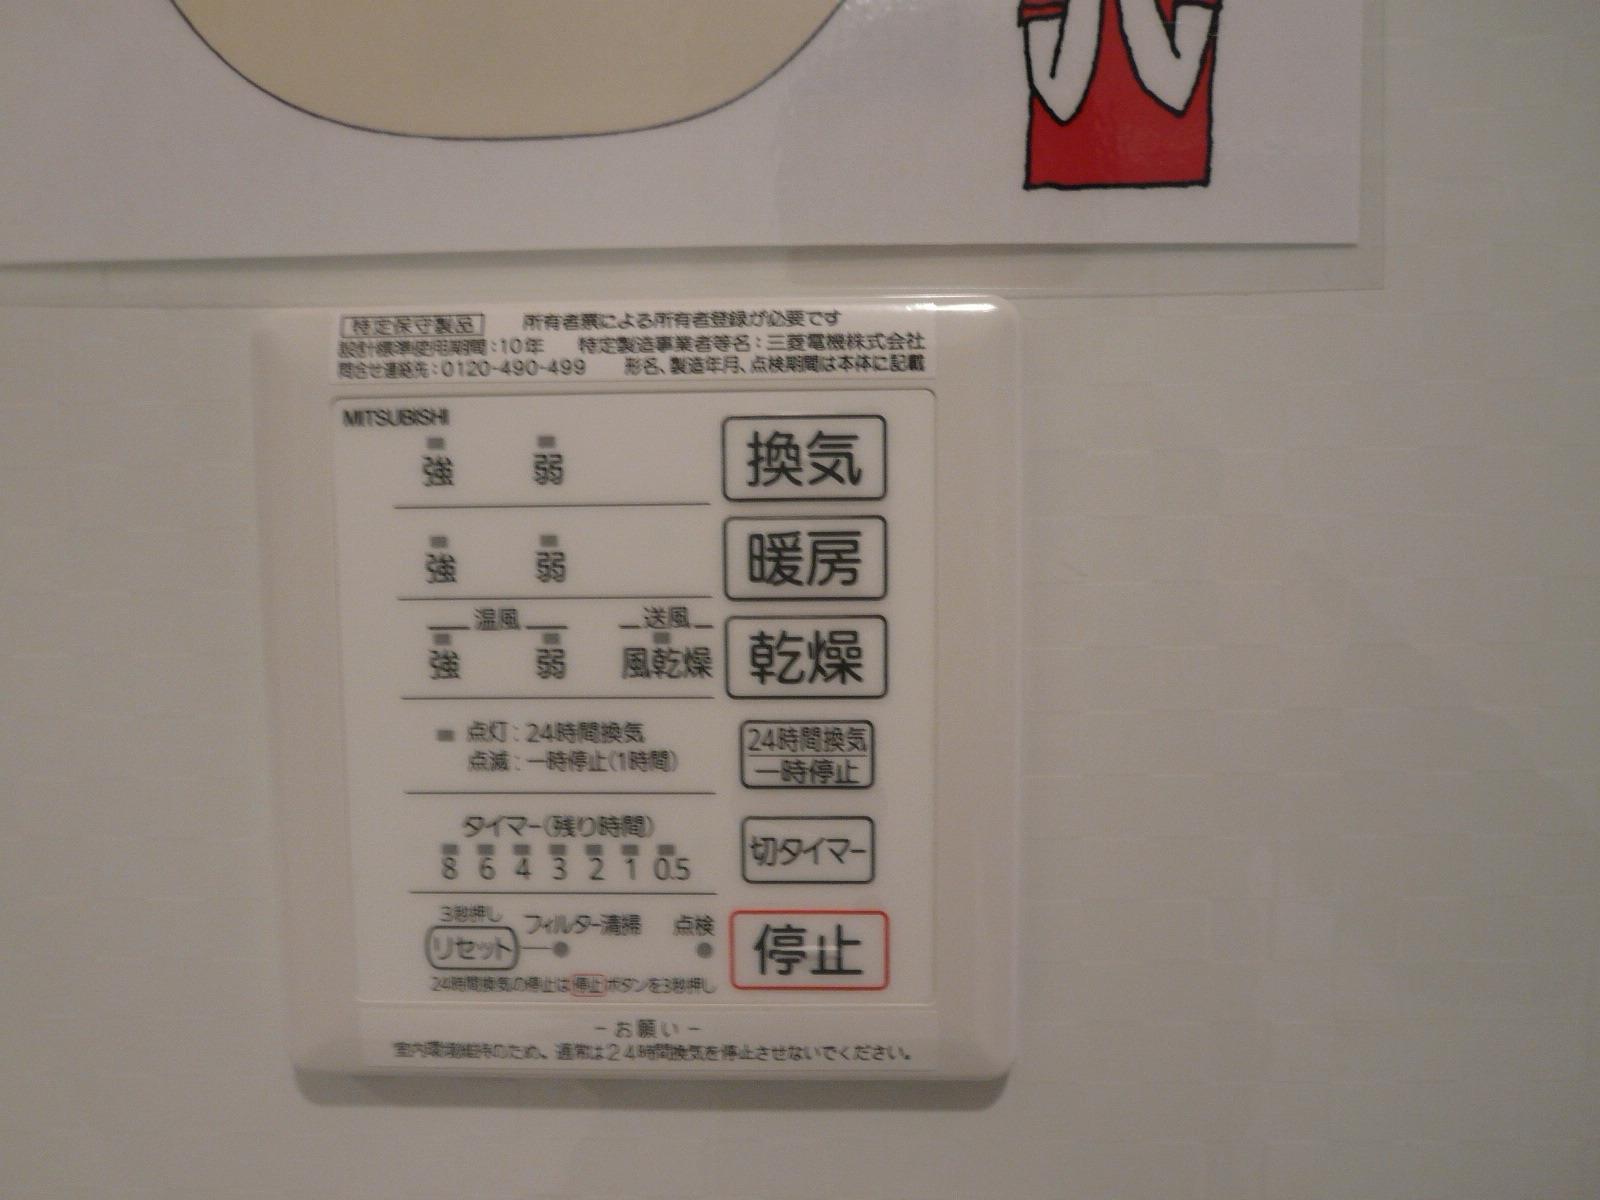 特定保守製品 所有者票による所有者登録が必要です
設計標準使用期間:10年 特定製造事業者等名:三菱電機株式会社
問合せ連絡先:0120-490-499 形名、製造年月、点検期間は本体に記載
MITSUBISHI
強 弱 換気
強 弱 暖房
温風 送風
強 弱 風乾燥 乾燥
点灯:24時間換気
点滅:一時停止(1時間)
24時間換気
一時停止
タイマー(残り時間)
8 6 4 3 2 1 0.5
切タイマー
3秒押し
リセット フィルター清掃 点検
停止
24時間換気の停止は停止ボタンを3秒押し
-お願い-
室内環境維持のため、通常は24時間換気を停止させないでください。